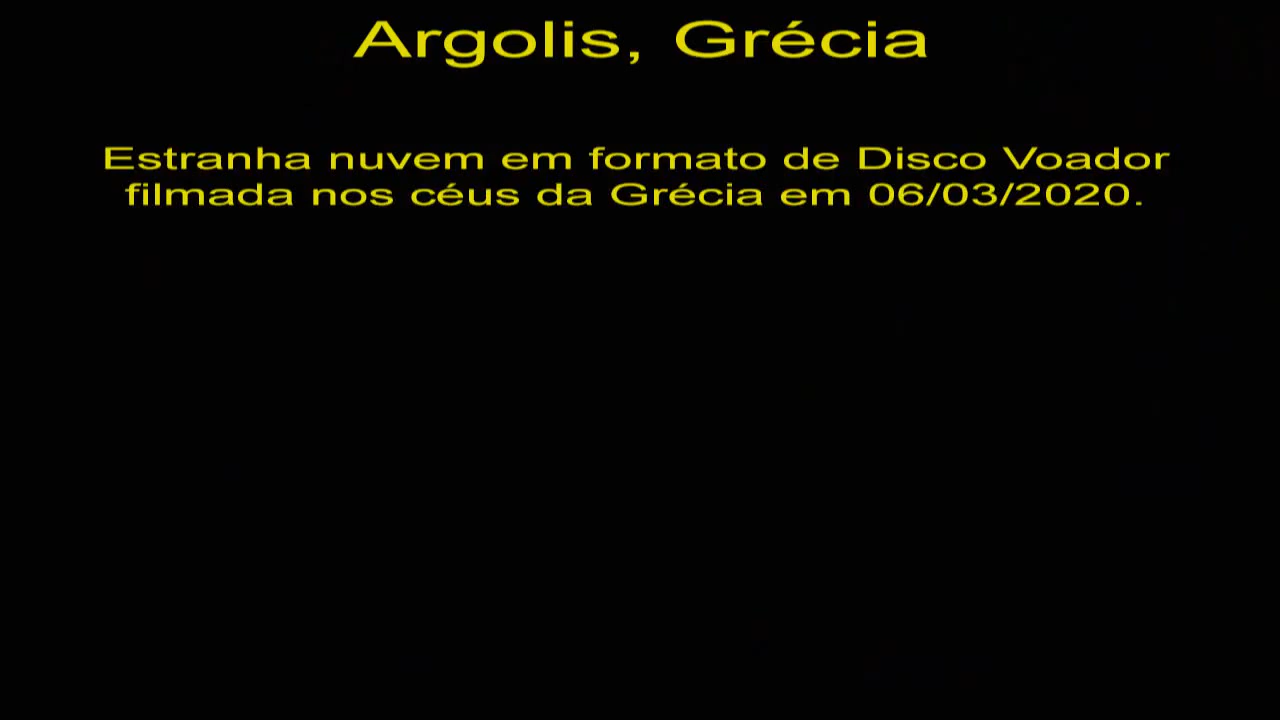 Argolis, Grécia
Estranha nuvem em formato de Disco Voador
filmada nos céus da Grécia em 06/03/2020.